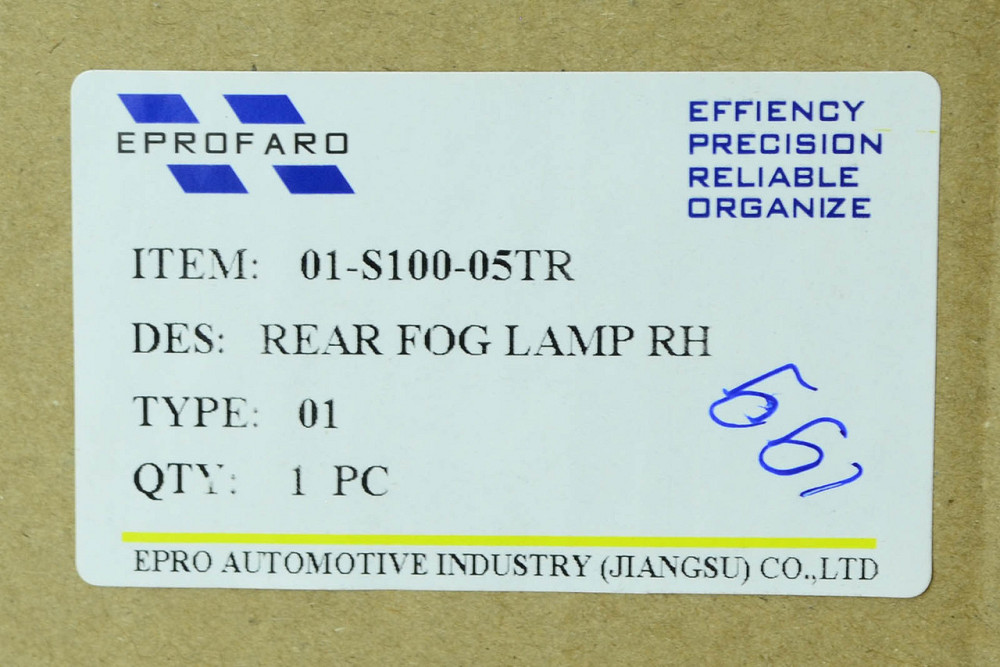 EPROFARO
EFFIENCY
PRECISION
RELIABLE
ORGANIZE
ITEM: 01-S100-05TR
DES: REAR FOG LAMP RH
TYPE: 01
QTY: 1 PC
EPRO AUTOMOTIVE INDUSTRY (JIANGSU) CO.,LTD